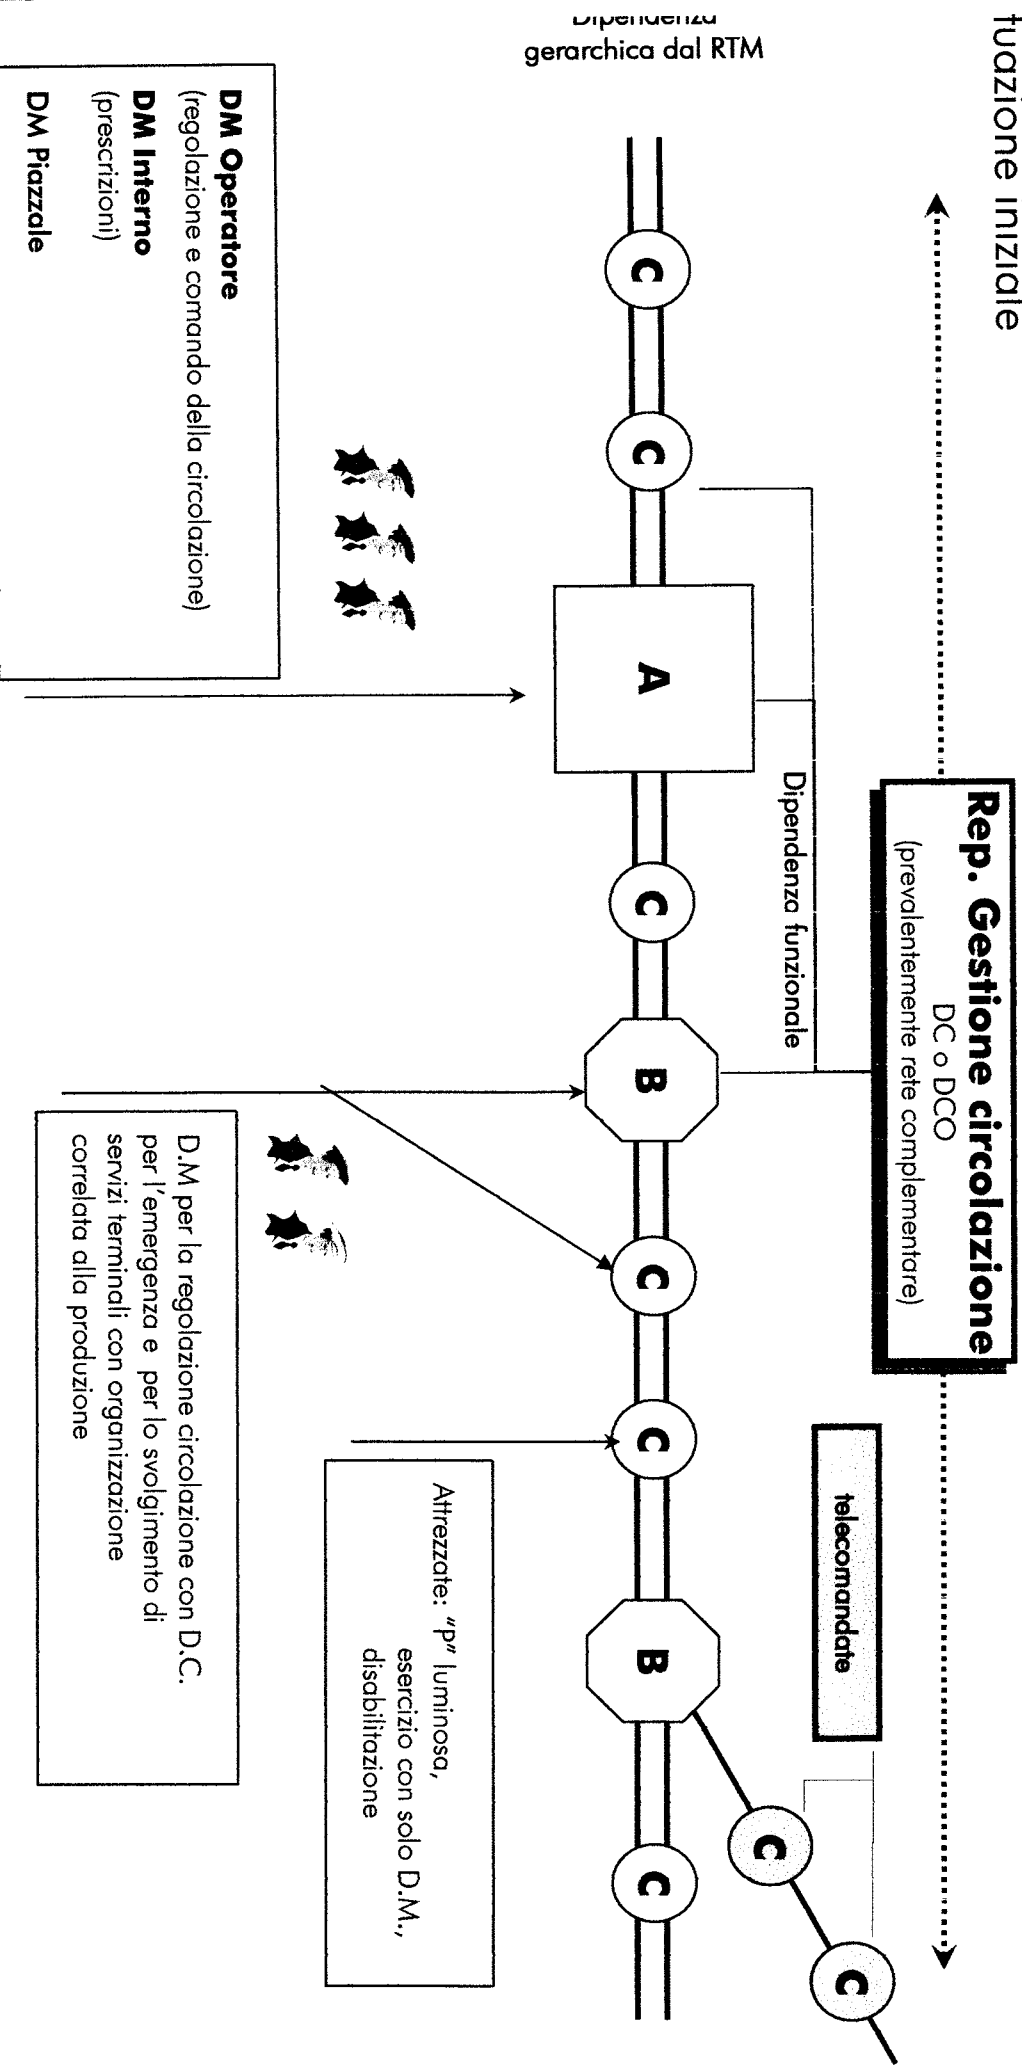 tuazione iniziale
Rep. Gestione circolazione
DC o DCO
(prevalentemente rete complementare)
telecomandate
Dipendenza funzionale
Dipendenza
gerarchica dal RTM
C
C
A
C
B
C
C
B
C
C
C
DM Operatore
(regolazione e comando della circolazione)
DM Interno
(prescrizioni)
DM Piazzale
D.M per la regolazione circolazione con D.C.
per l'emergenza e per lo svolgimento di
servizi terminali con organizzazione
correlata alla produzione
Attrezzate: "P" luminosa,
esercizio con solo D.M.,
disabilitazione